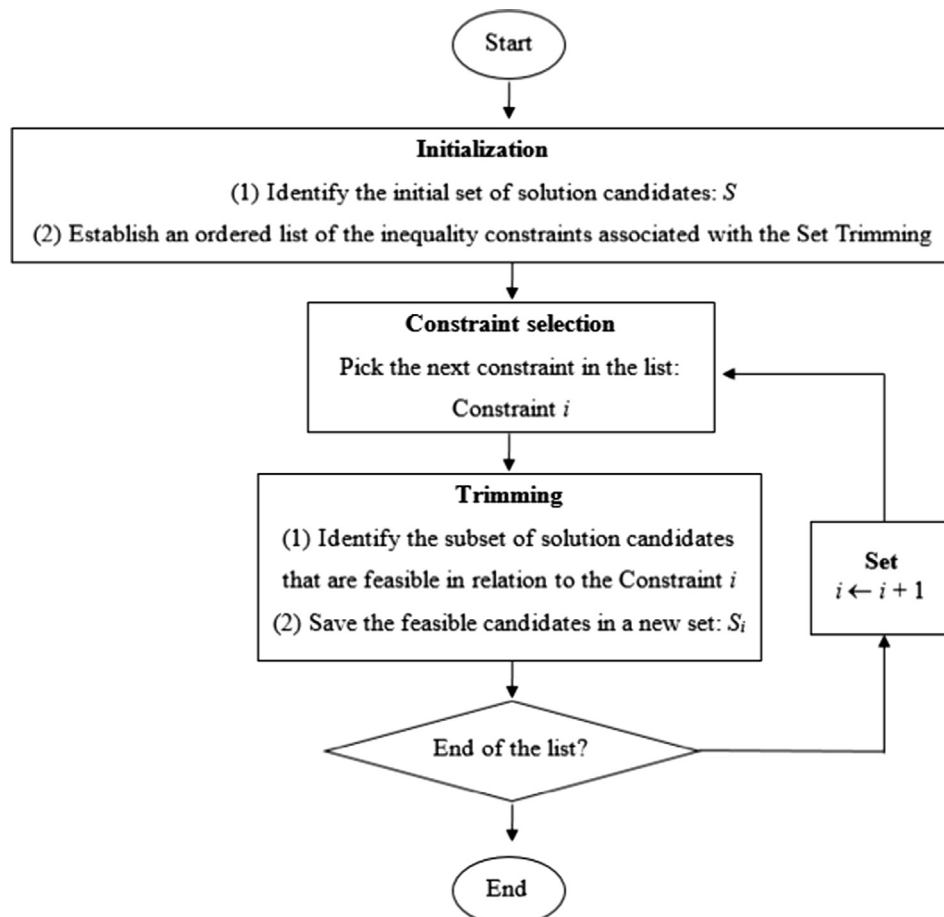 Start
Initialization
(1) Identify the initial set of solution candidates: S
(2) Establish an ordered list of the inequality constraints associated with the Set Trimming
Constraint selection
Pick the next constraint in the list:
Constraint i
Trimming
(1) Identify the subset of solution candidates
that are feasible in relation to the Constraint i
(2) Save the feasible candidates in a new set: Sᵢ
Set
i ← i + 1
End of the list?
End